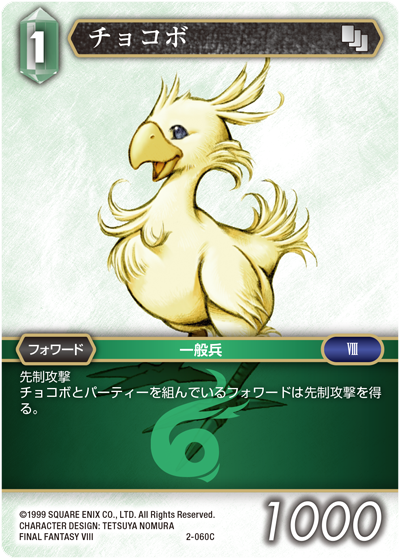 1
チョコボ
フォワード
一般兵
VIII
先制攻撃
チョコボとパーティーを組んでいるフォワードは先制攻撃を得
る。
6
©1999 SQUARE ENIX CO., LTD. All Rights Reserved.
CHARACTER DESIGN: TETSUYA NOMURA
FINAL FANTASY VIII
2-060C
1000